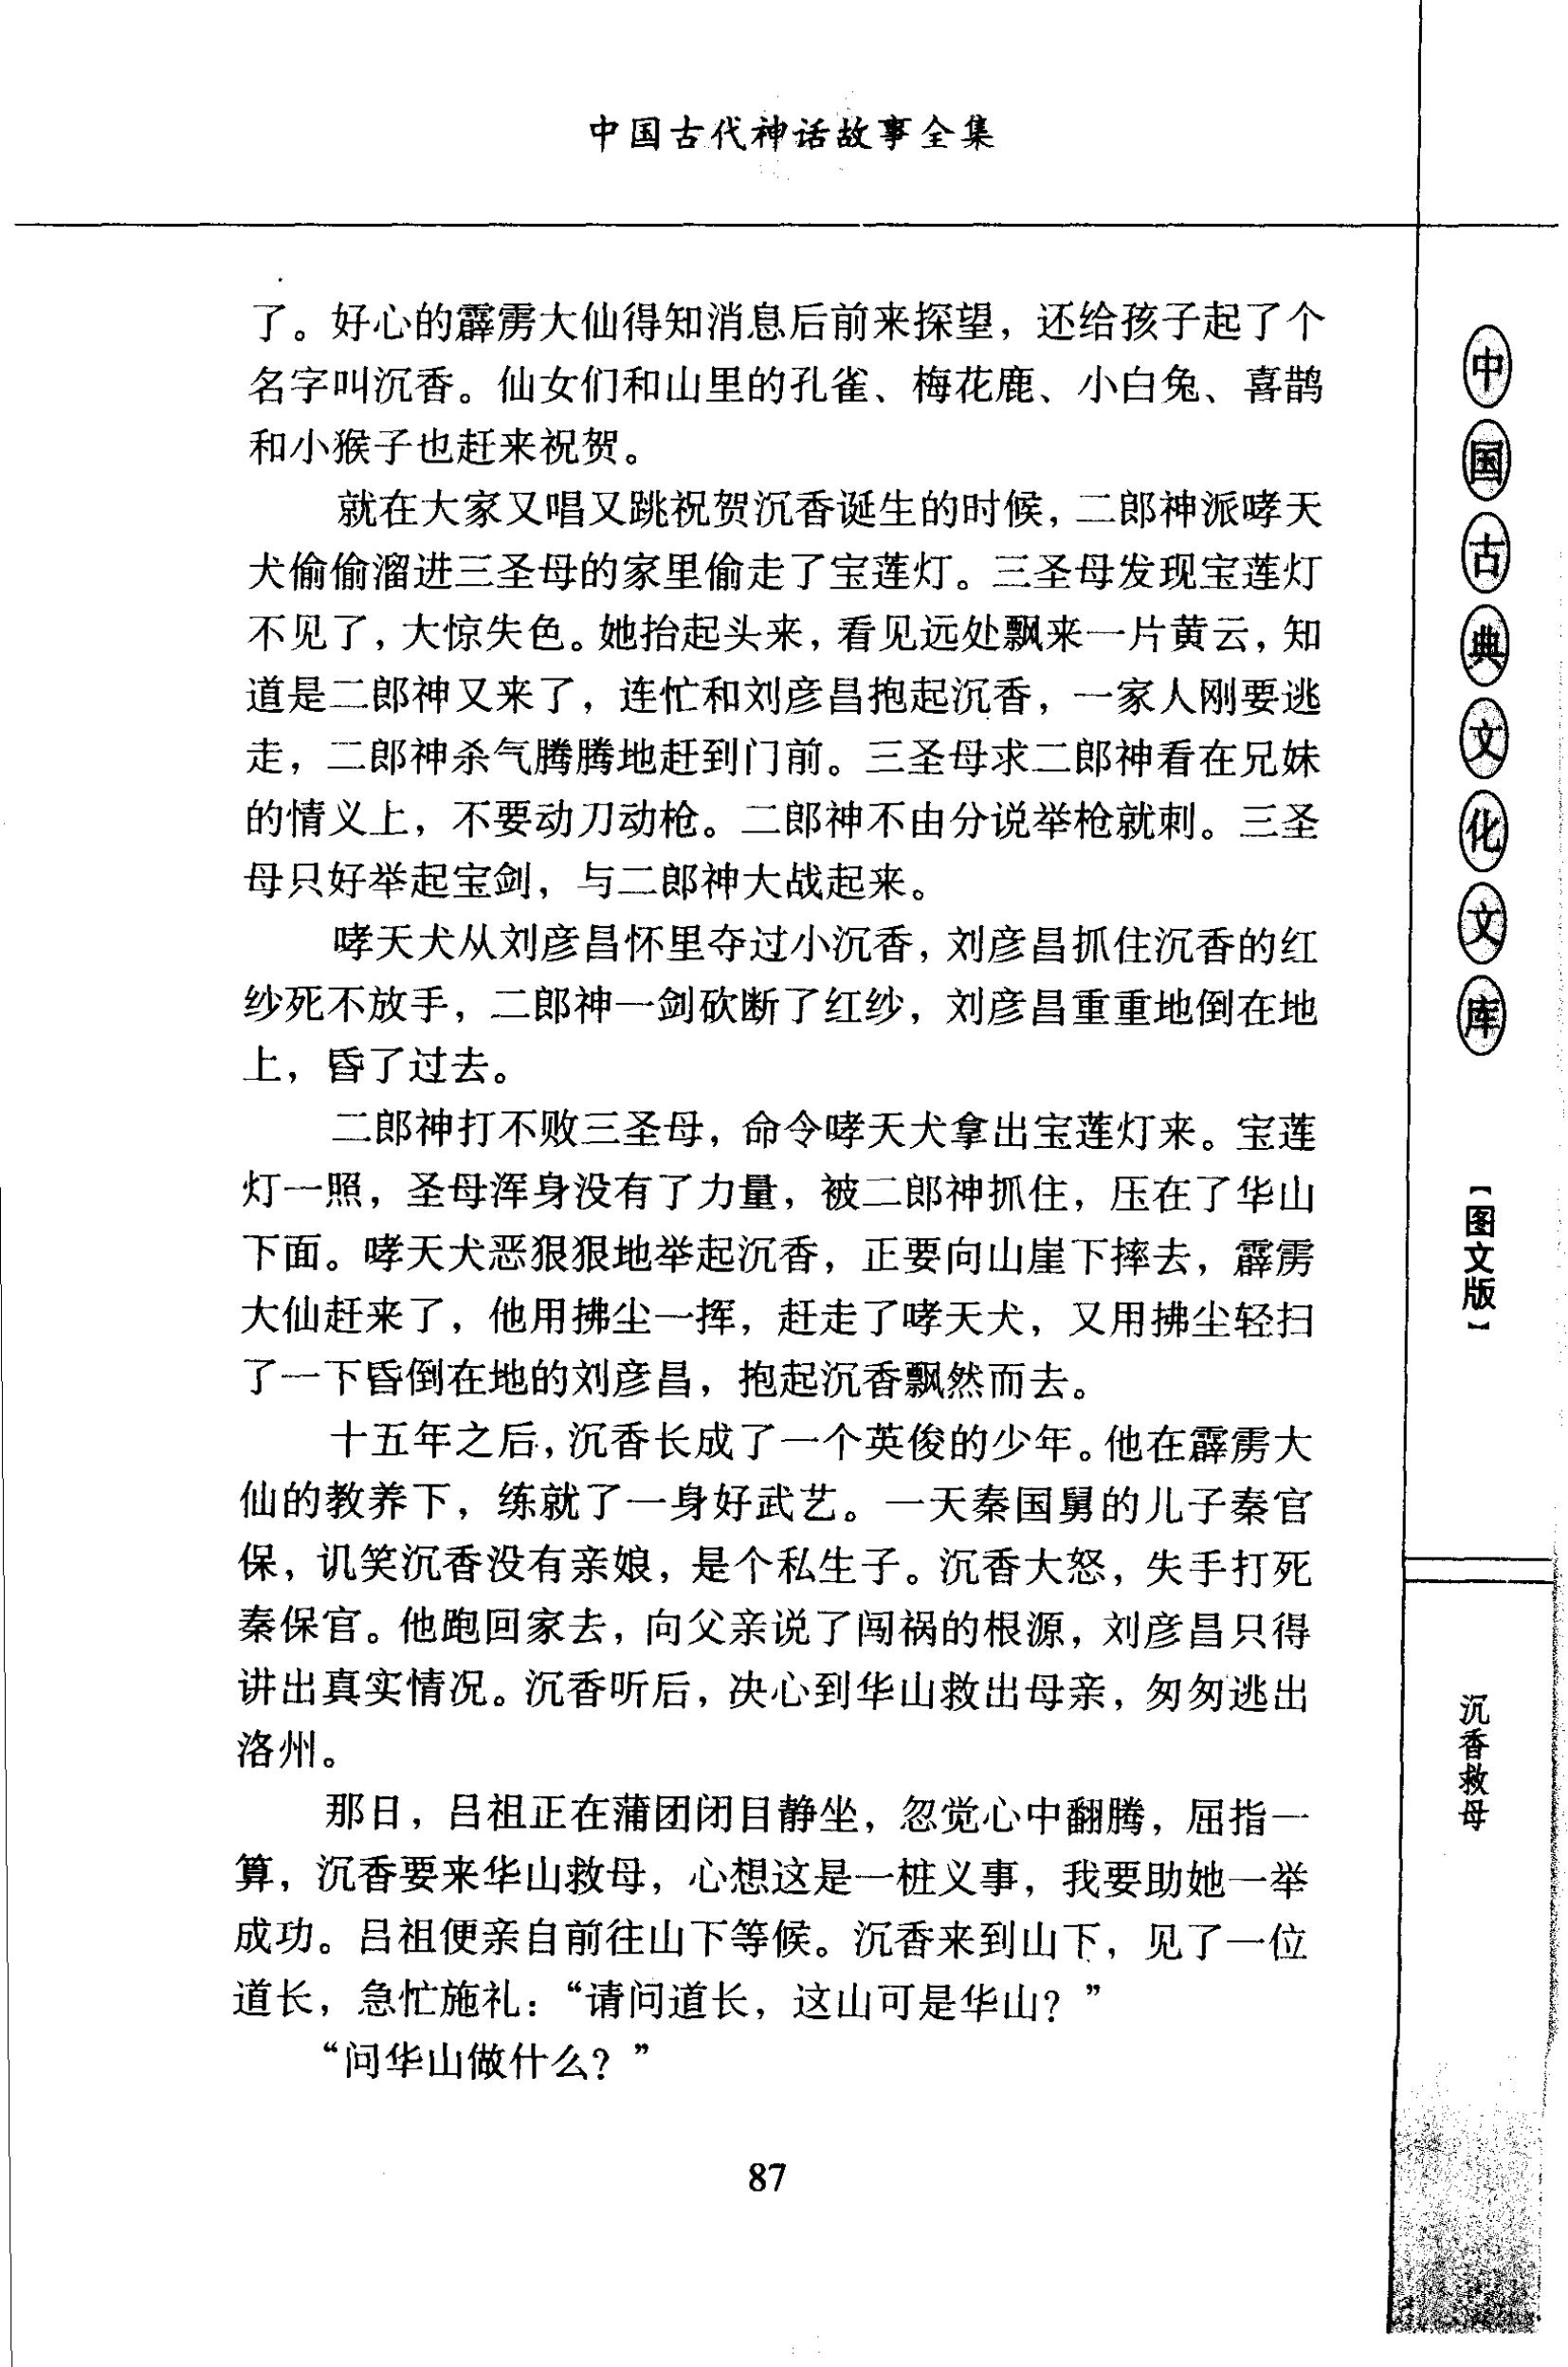 中国古代神话故事全集
了。好心的霹雳大仙得知消息后前来探望，还给孩子起了个
名字叫沉香。仙女们和山里的孔雀、梅花鹿、小白兔、喜鹊
和小猴子也赶来祝贺。
就在大家又唱又跳祝贺沉香诞生的时候，二郎神派哮天
犬偷偷溜进三圣母的家里偷走了宝莲灯。三圣母发现宝莲灯
不见了，大惊失色。她抬起头来，看见远处飘来一片黄云，知
道是二郎神又来了，连忙和刘彦昌抱起沉香，一家人刚要逃
走，二郎神杀气腾腾地赶到门前。三圣母求二郎神看在兄妹
的情义上，不要动刀动枪。二郎神不由分说举枪就刺。三圣
母只好举起宝剑，与二郎神大战起来。
哮天犬从刘彦昌怀里夺过小沉香，刘彦昌抓住沉香的红
纱死不放手，二郎神一剑砍断了红纱，刘彦昌重重地倒在地
上，昏了过去。
二郎神打不败三圣母，命令哮天犬拿出宝莲灯来。宝莲
灯一照，圣母浑身没有了力量，被二郎神抓住，压在了华山
下面。哮天犬恶狠狠地举起沉香，正要向山崖下摔去，霹雳
大仙赶来了，他用拂尘一挥，赶走了哮天犬，又用拂尘轻扫
了一下昏倒在地的刘彦昌，抱起沉香飘然而去。
十五年之后，沉香长成了一个英俊的少年。他在霹雳大
仙的教养下，练就了一身好武艺。一天秦国舅的儿子秦官
保，讥笑沉香没有亲娘，是个私生子。沉香大怒，失手打死
秦保官。他跑回家去，向父亲说了闯祸的根源，刘彦昌只得
讲出真实情况。沉香听后，决心到华山救出母亲，匆匆逃出
洛州。
那日，吕祖正在蒲团闭目静坐，忽觉心中翻腾，屈指一
算，沉香要来华山救母，心想这是一桩义事，我要助她一举
成功。吕祖便亲自前往山下等候。沉香来到山下，见了一位
道长，急忙施礼：“请问道长，这山可是华山？”
“问华山做什么？”
87
中国古典文化文库
【图文版】
沉香救母